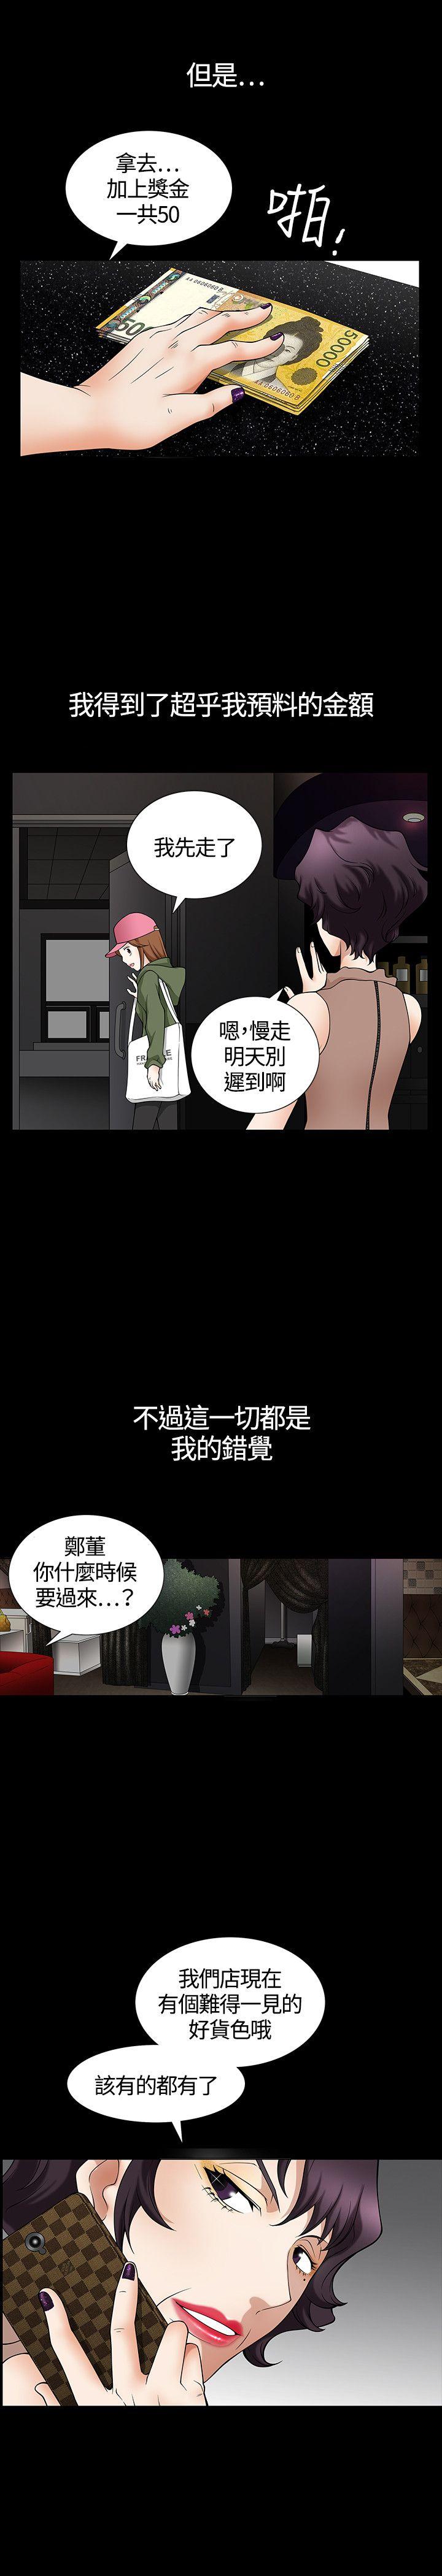 但是...
拿去...
加上獎金
一共50
啪!
50000
AA0606060B
50000
AA0606060B
我得到了超乎我預料的金額
我先走了
嗯,慢走
明天別
遲到啊
不過這一切都是
我的錯覺
鄭董
你什麼時候
要過來...?
我們店現在
有個難得一見的
好貨色哦
該有的都有了